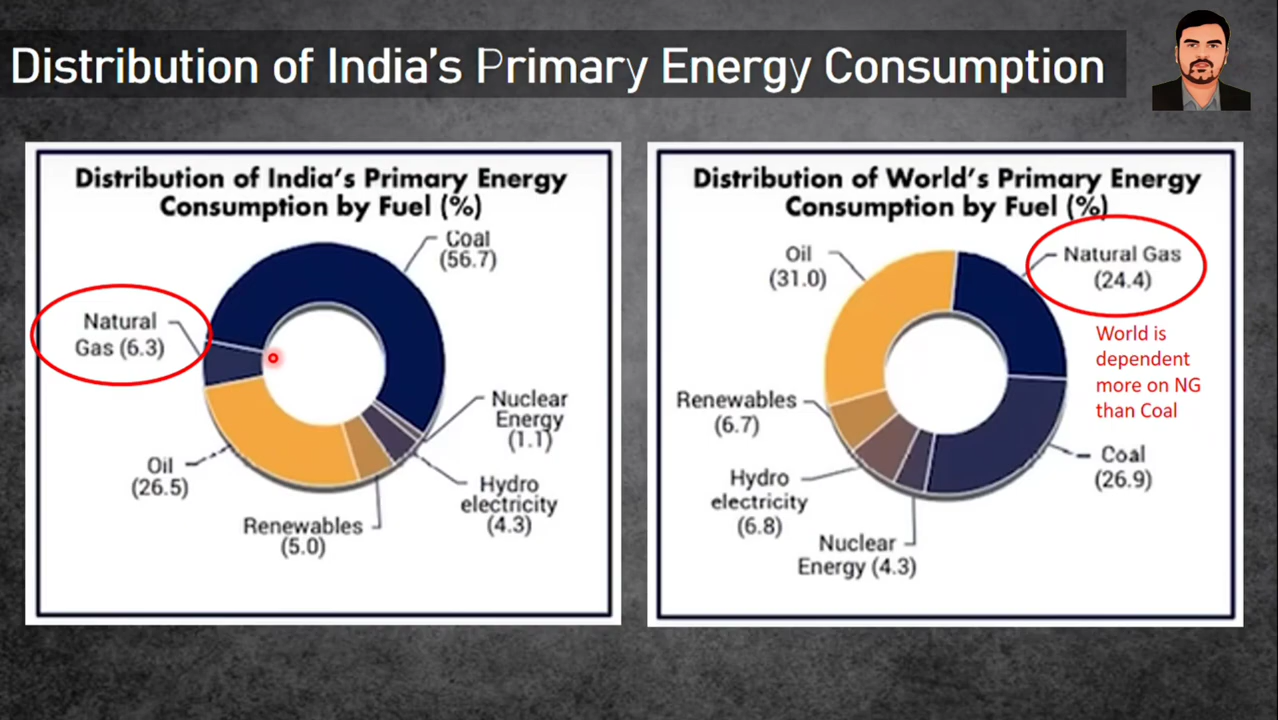 Distribution of India's Primary Energy Consumption
Distribution of India's Primary Energy
Consumption by Fuel (%)
Coal
(56.7)
Natural
Gas (6.3)
Nuclear
Energy
(1.1)
Oil
(26.5)
Hydro
electricity
(4.3)
Renewables
(5.0)
Distribution of World's Primary Energy
Consumption by Fuel (%)
Oil
(31.0)
Natural Gas
(24.4)
World is
dependent
more on NG
than Coal
Renewables
(6.7)
Coal
(26.9)
Hydro
electricity
(6.8)
Nuclear
Energy (4.3)